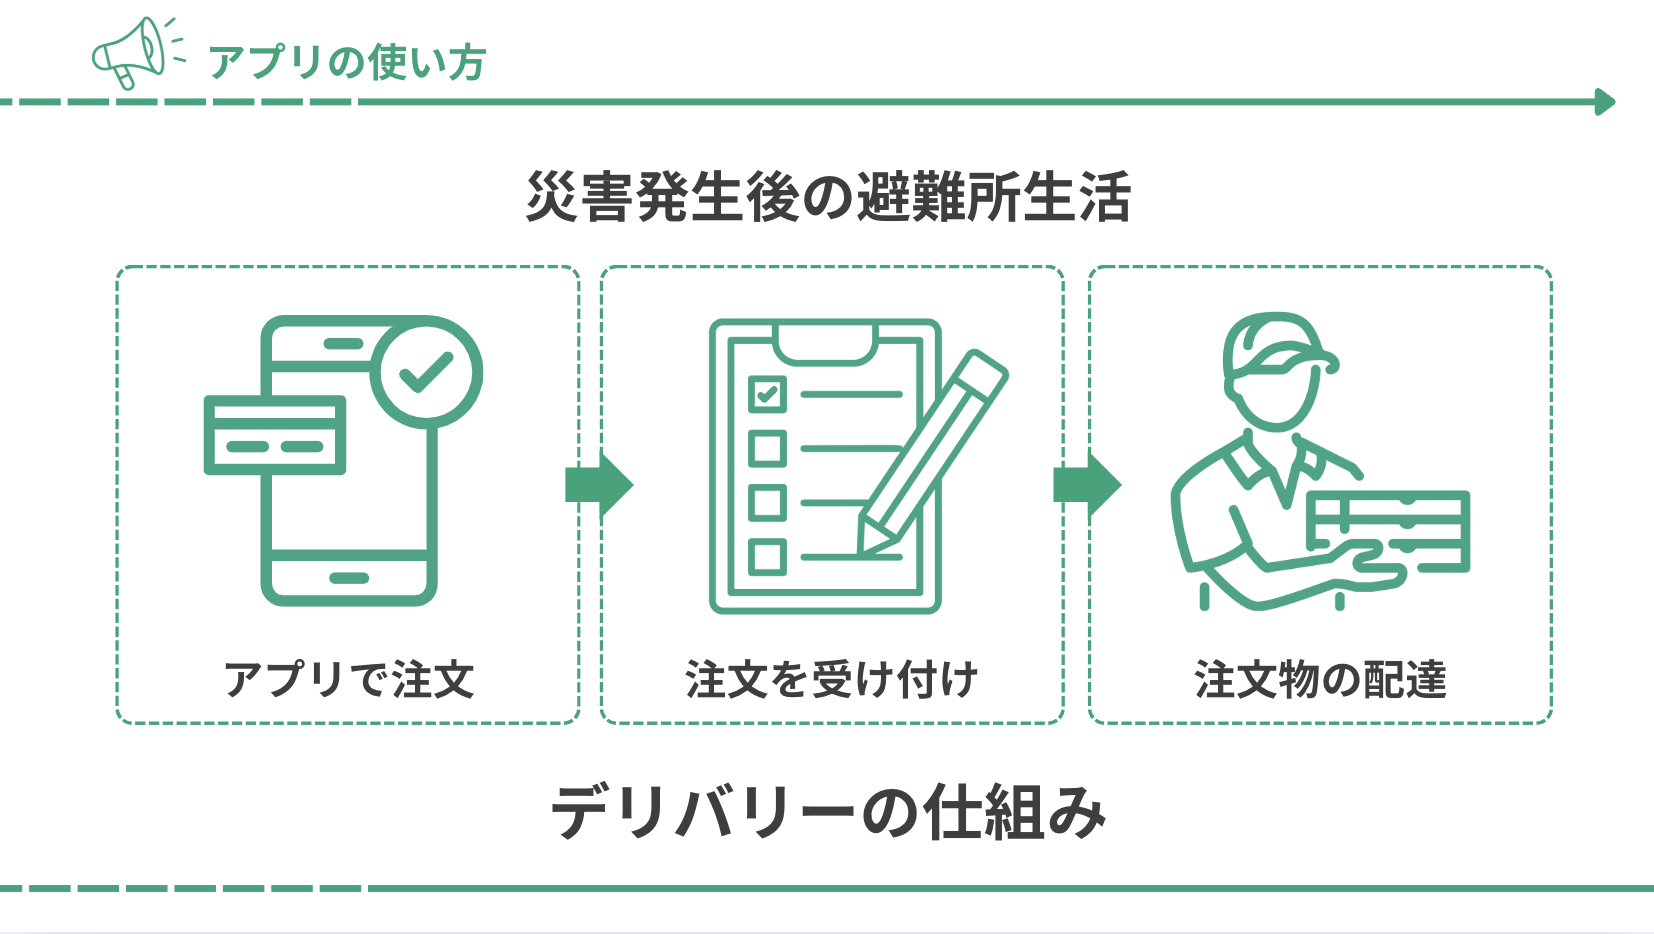 アプリの使い方
災害発生後の避難所生活
アプリで注文
注文を受け付け
注文物の配達
デリバリーの仕組み